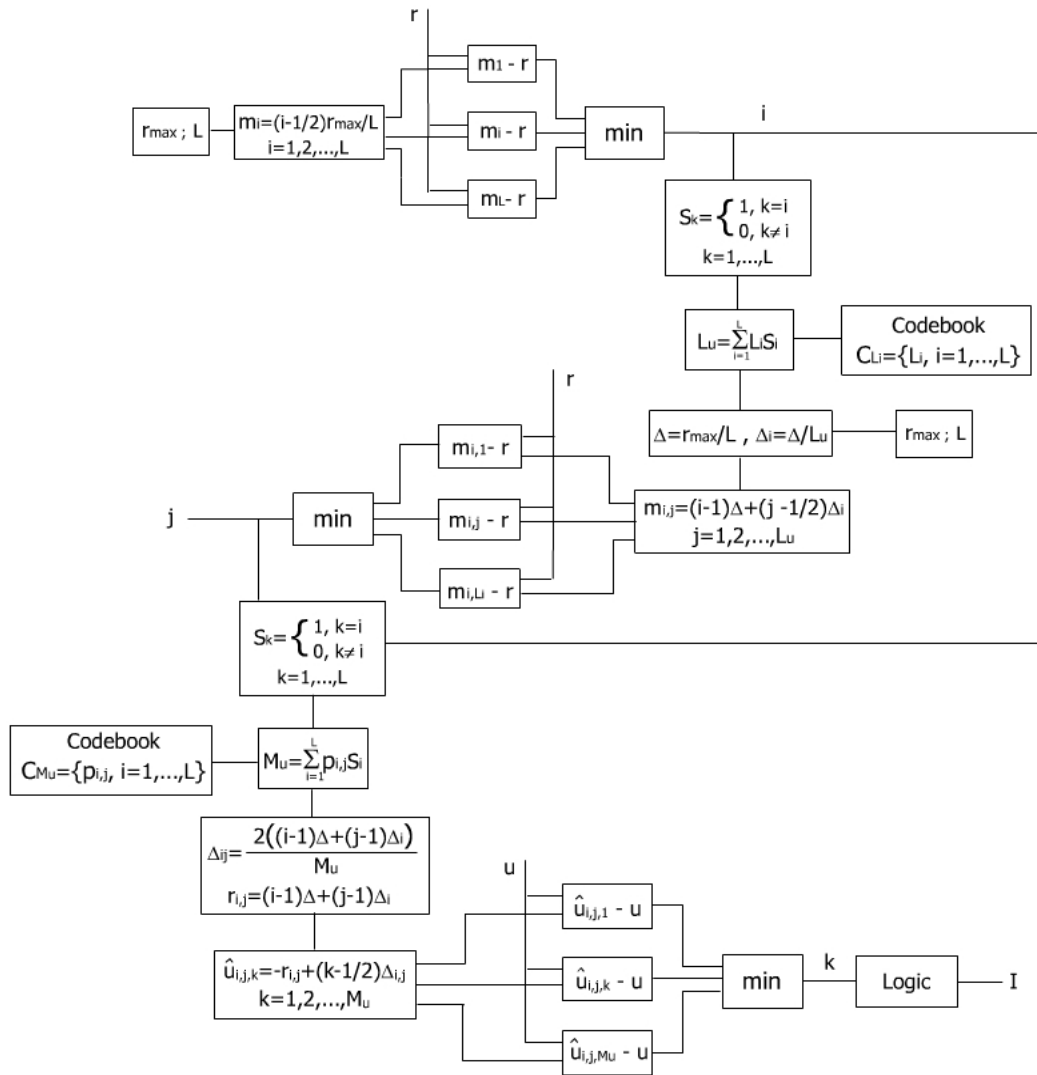 r
m1 - r
rmax ; L
mi=(i-1/2)rmax/L
i=1,2,...,L
mi - r
min
i
mL- r
Sk={ 1, k=i
0, k≠i
k=1,...,L
Lu=∑LiSi
L
i=1
Codebook
CLi={Li, i=1,...,L}
r
Δ=rmax/L , Δi=Δ/Lu
rmax ; L
mi,1- r
j
min
mi,j - r
mi,j=(i-1)Δ+(j -1/2)Δi
j=1,2,...,Lu
mi,Li - r
Sk={ 1, k=i
0, k≠i
k=1,...,L
Codebook
CMu={pi,j, i=1,...,L}
Mu=∑pi,jSi
L
i=1
Δij= 2((i-1)Δ+(j-1)Δi)
Mu
ri,j=(i-1)Δ+(j-1)Δi
u
ûi,j,1 - u
ûi,j,k=-ri,j+(k-1/2)Δi,j
k=1,2,...,Mu
ûi,j,k - u
min
k
Logic
I
ûi,j,Mu - u